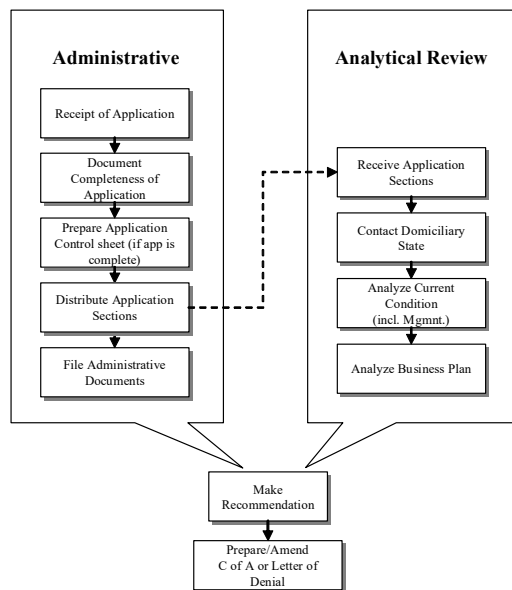 Administrative
Receipt of Application
Document
Completeness of
Application
Prepare Application
Control sheet (if app is
complete)
Distribute Application
Sections
File Administrative
Documents
Analytical Review
Receive Application
Sections
Contact Domiciliary
State
Analyze Current
Condition
(incl. Mgmnt.)
Analyze Business Plan
Make
Recommendation
Prepare/Amend
C of A or Letter of
Denial